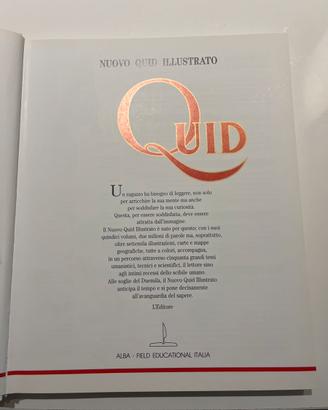 NUOVO QUID ILLUSTRATO
QUID
Un ragazzo ha bisogno di leggere, non solo
per arricchire la sua mente ma anche
per soddisfare la sua curiosità.
Questa, per essere soddisfatta, deve essere
attratta dall'immagine.
Il Nuovo Quid Illustrato è nato per questo; con i suoi
quindici volumi, due milioni di parole ma, soprattutto,
oltre settemila illustrazioni, carte e mappe
geografiche, tutte a colori, accompagna,
in un percorso attraverso cinquanta grandi temi
umanistici, tecnici e scientifici, il lettore sino
agli intimi recessi dello scibile umano.
Alle soglie del Duemila, il Nuovo Quid Illustrato
anticipa il tempo e si pone decisamente
all'avanguardia del sapere.
L'Editore
ALBA - FIELD EDUCATIONAL ITALIA